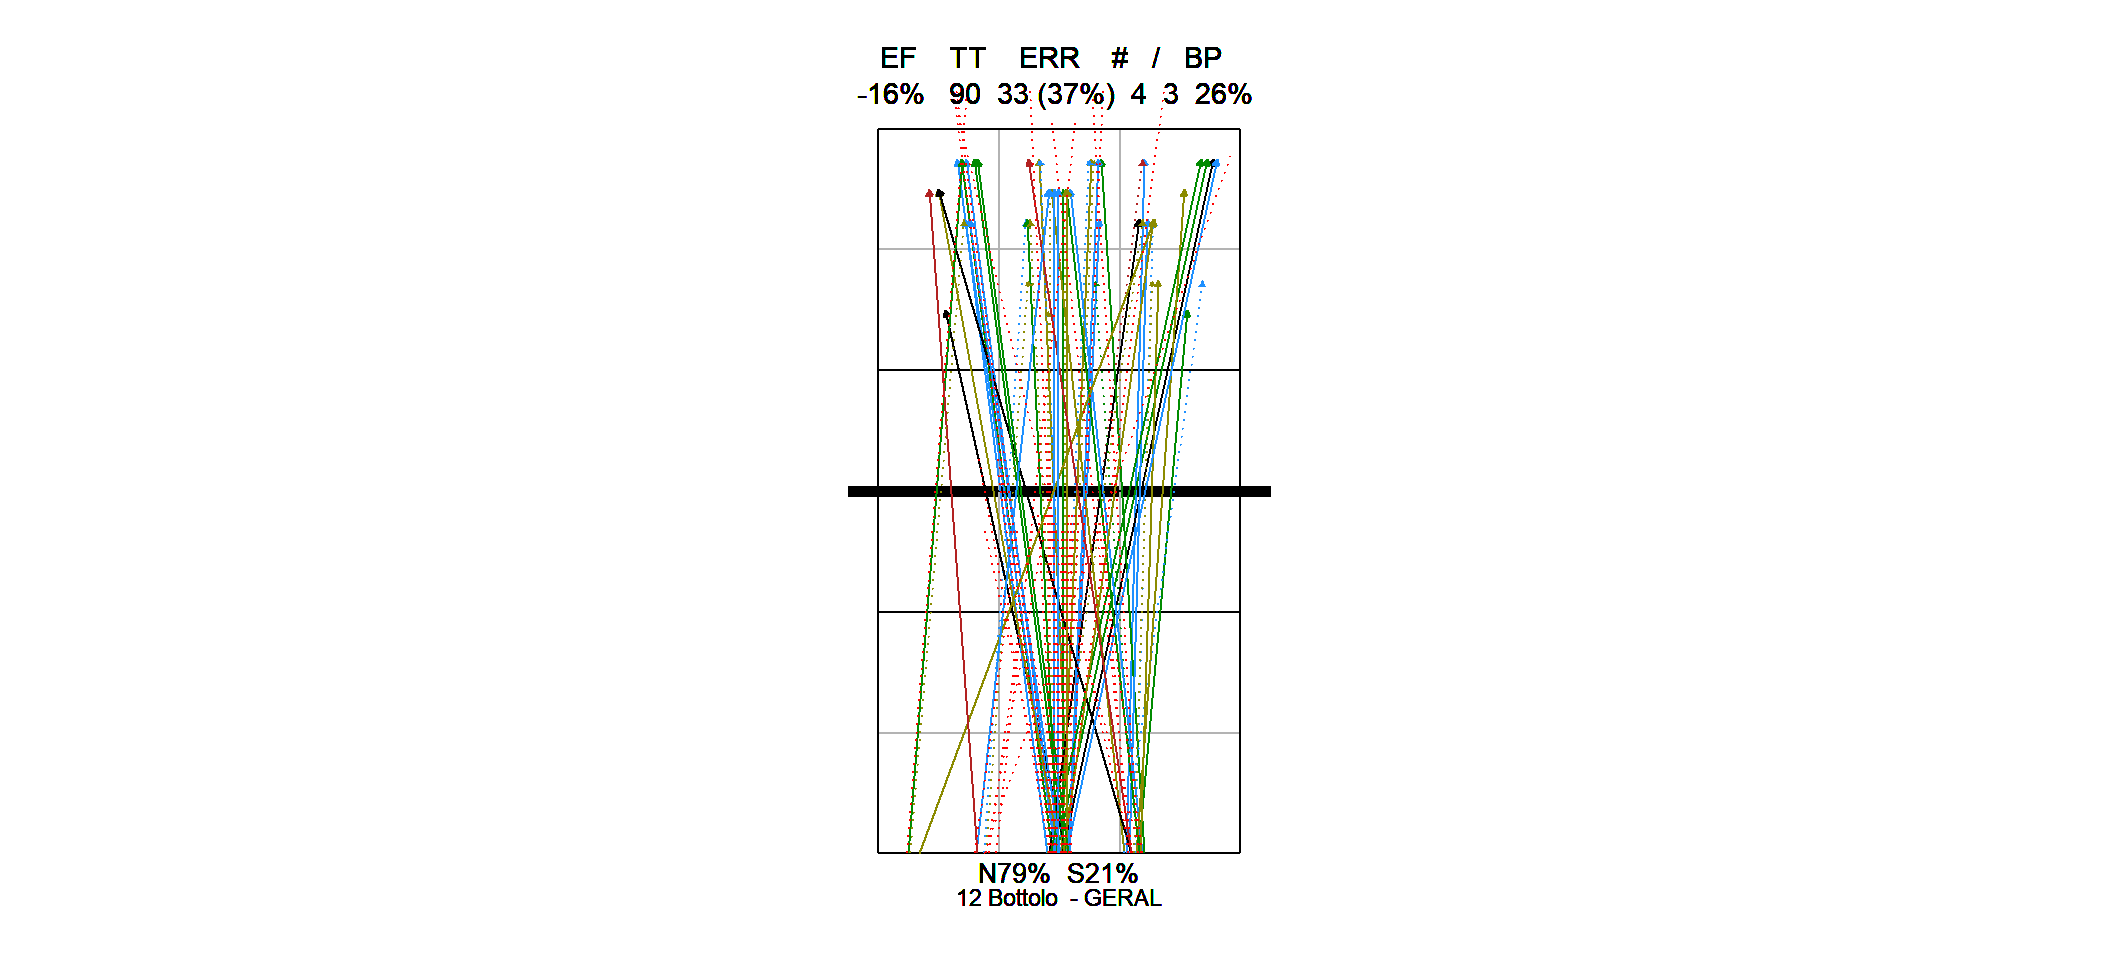 EF TT ERR # / BP
-16% 90 33 (37%) 4 3 26%
N79% S21%
12 Bottolo - GERAL